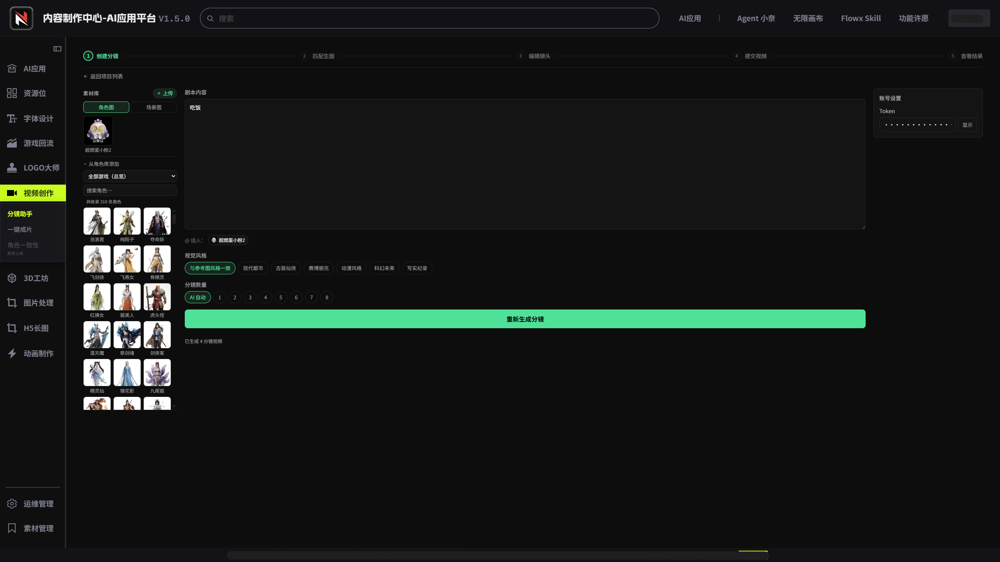 内容制作中心-AI应用平台 V1.5.0
搜索
AI应用
Agent 小奈
无限画布
Flowx Skill
功能许愿
AI应用
资源位
字体设计
游戏回流
LOGO大师
视频创作
分镜助手
一键成片
角色一致性
即将上线
3D工坊
图片处理
H5长图
动画制作
运维管理
素材管理
1 创建分镜
2 匹配生图
3 编辑镜头
4 提交视频
5 查看结果
← 返回项目列表
素材库
+ 上传
角色图
场景图
超燃蛋小粉2
从角色库添加
全部游戏（总览）
搜索角色…
共收录 310 名角色
沧浪君 纯阳子 夺命妖
飞剑侠 飞燕女 骨精灵
红拂女 狐美人 虎头怪
混天魔 祭剑魂 剑侠客
精灵仙 镜花影 九尾狐
剧本内容
吃饭
@ 插入：
超燃蛋小粉2
视觉风格
与参考图风格一致 现代都市 古装仙侠 赛博朋克 动漫风格 科幻未来 写实纪录
分镜数量
AI 自动 1 2 3 4 5 6 7 8
重新生成分镜
已生成 4 分镜视频
账号设置
Token
显示